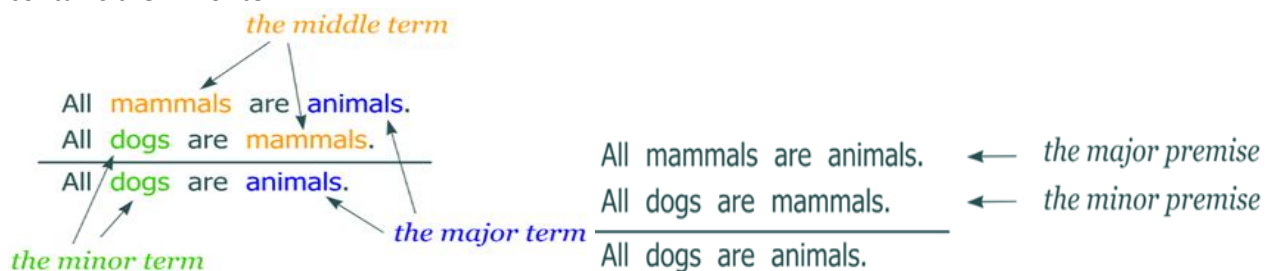 the middle term
All mammals are animals.
All dogs are mammals.
All dogs are animals.
the major term
the minor term
All mammals are animals. the major premise
All dogs are mammals. the minor premise
All dogs are animals.